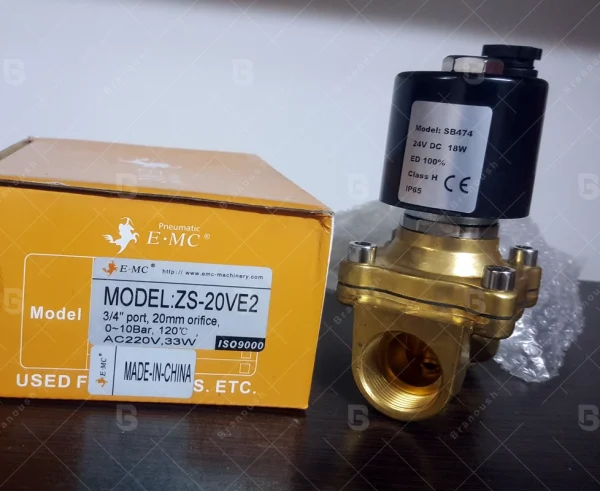 Pneumatic
E·MC®
Model
E·MC® http://www.emc-machinery.com
MODEL:ZS-20VE2
3/4" port, 20mm orifice,
0~10Bar, 120℃
AC220V,33W
ISO9000
E·MC®
MADE-IN-CHINA
USED F S. ETC.
Model: SB474
24V DC 18W
ED 100%
Class H CE
IP65
Branoush